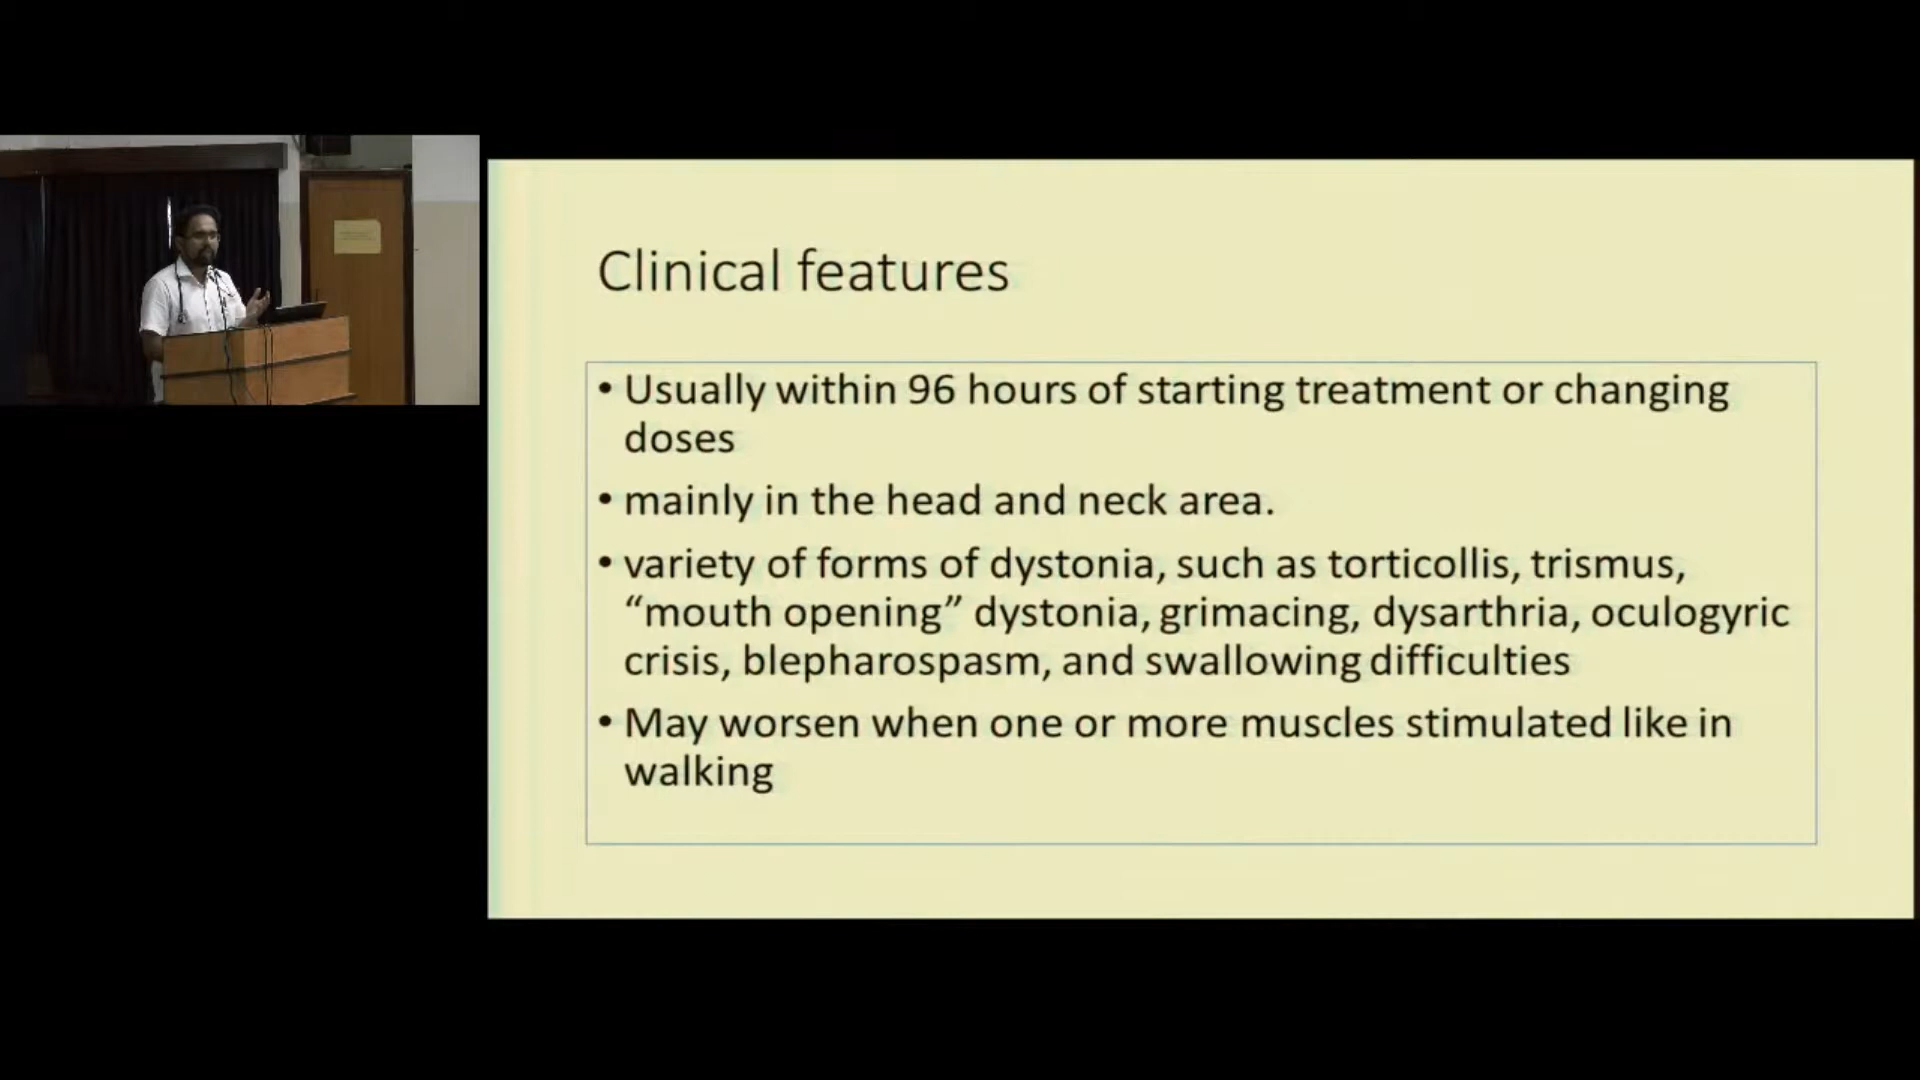 Clinical features
• Usually within 96 hours of starting treatment or changing
doses
• mainly in the head and neck area.
• variety of forms of dystonia, such as torticollis, trismus,
“mouth opening” dystonia, grimacing, dysarthria, oculogyric
crisis, blepharospasm, and swallowing difficulties
• May worsen when one or more muscles stimulated like in
walking